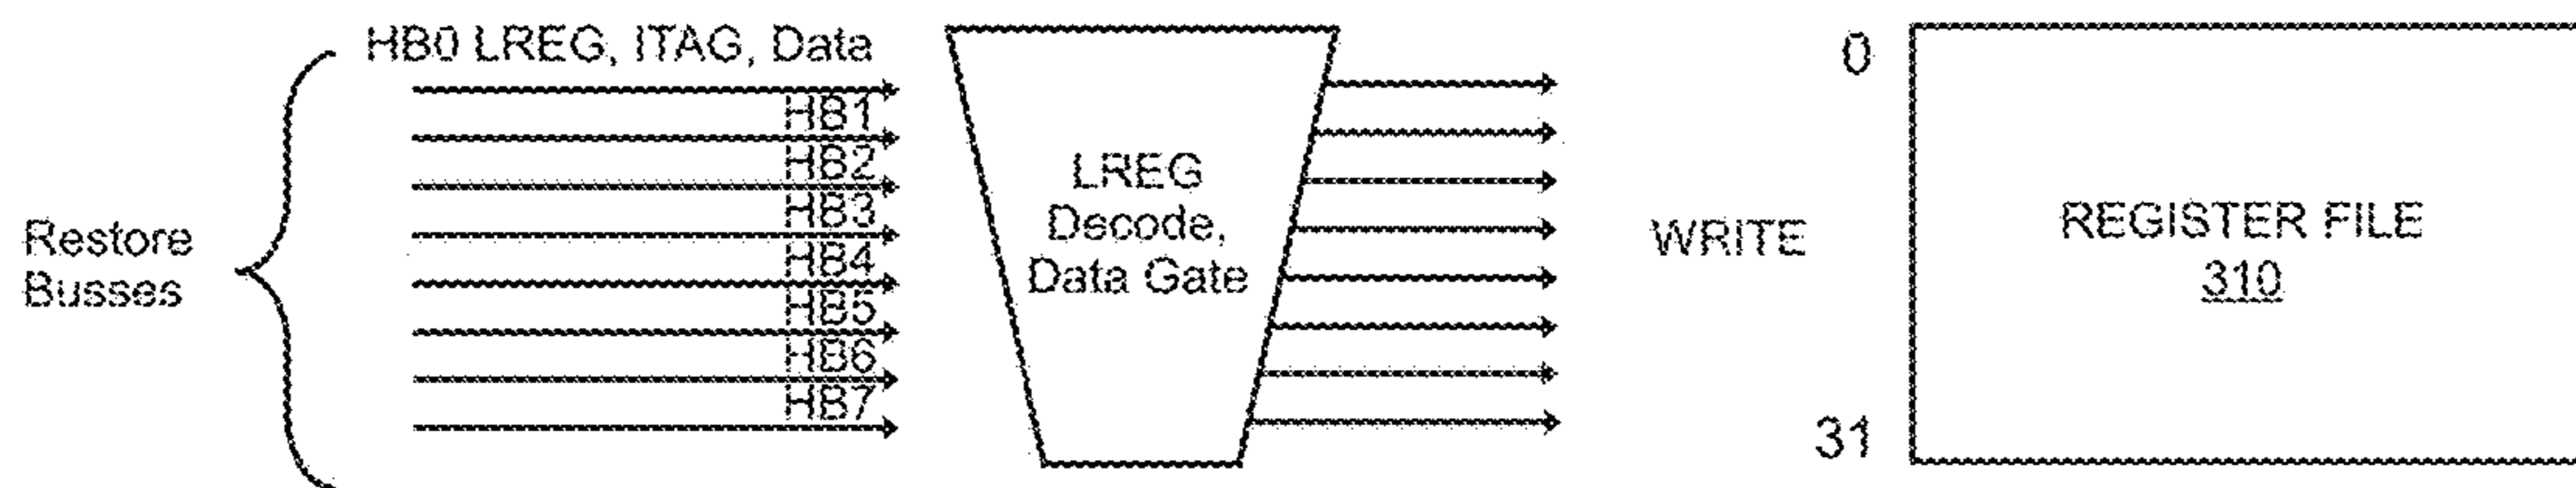 HB0 LREG, ITAG, Data
HB1
HB2
HB3
HB4
HB5
HB6
HB7
Restore
Busses
LREG
Decode,
Data Gate
WRITE
0
31
REGISTER FILE
310